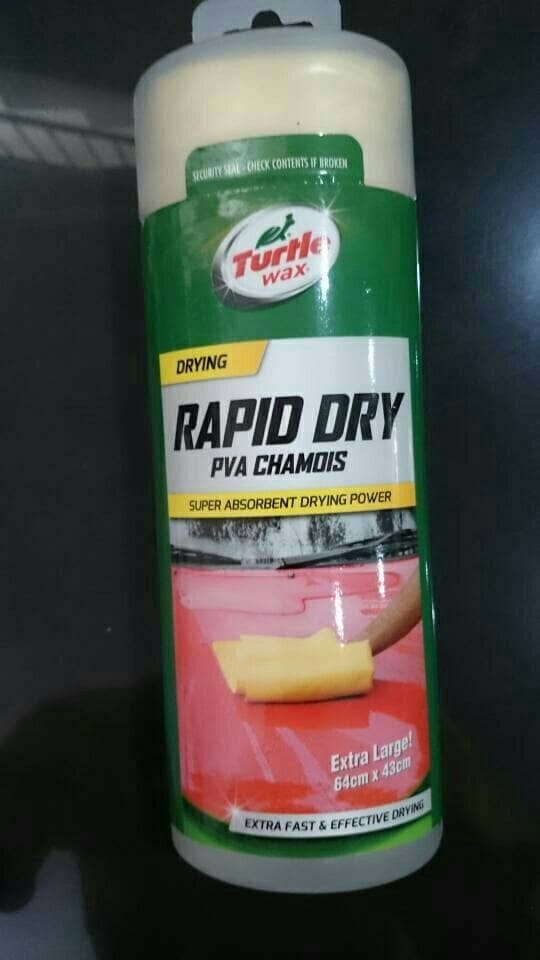 SECURITY SEAL - CHECK CONTENTS IF BROKEN
Turtle
wax
DRYING
RAPID DRY
PVA CHAMOIS
SUPER ABSORBENT DRYING POWER
Extra Large!
64cm x 43cm
EXTRA FAST & EFFECTIVE DRYING